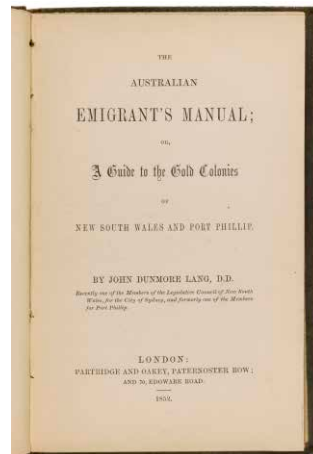 THE
AUSTRALIAN
EMIGRANT'S MANUAL;
OR,
A Guide to the Gold Colonies
OF
NEW SOUTH WALES AND PORT PHILLIP.
BY JOHN DUNMORE LANG, D.D.
Recently one of the Members of the Legislative Council of New South
Wales, for the City of Sydney, and formerly one of the Members
for Port Phillip.
LONDON:
PARTRIDGE AND OAKEY, PATERNOSTER ROW;
AND 70, EDGWARE ROAD.
1852.